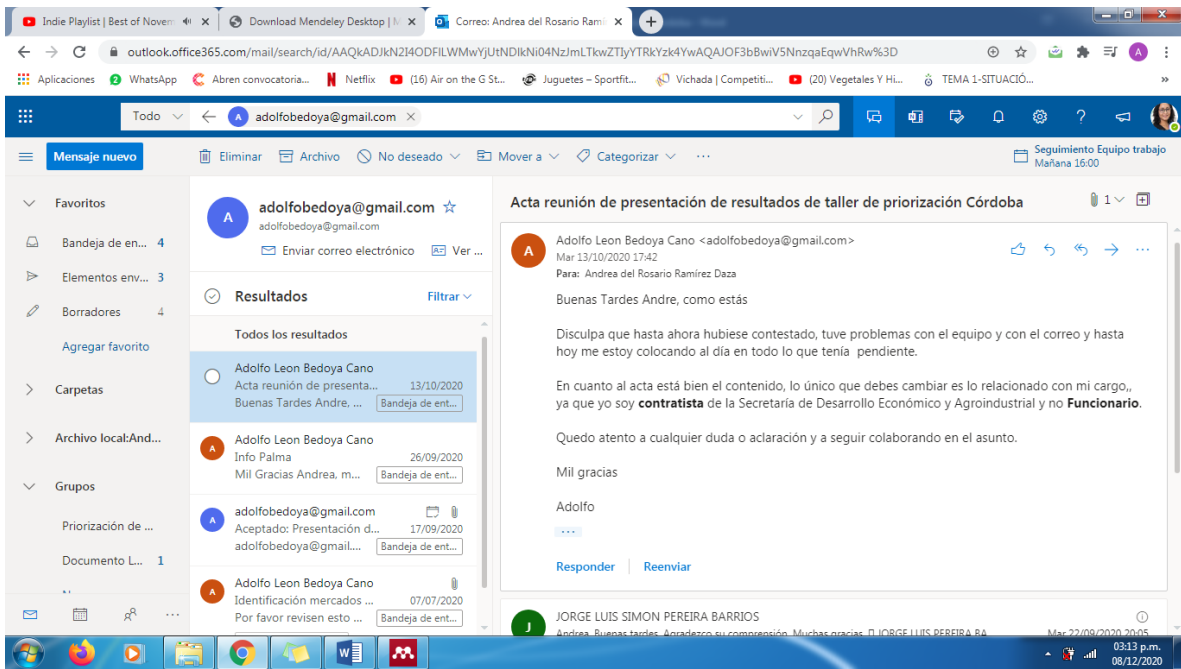 Indie Playlist | Best of Novem
Download Mendeley Desktop | M
Correo: Andrea del Rosario Rami
outlook.office365.com/mail/search/id/AAQkADJkN2I4ODFlLWMwYjUtNDlkNi04NzJmLTkwZTIyYTRkYzk4YwAQAJOF3bBwiV5NnzqaEqwVhRw%3D
Aplicaciones WhatsApp Abren convocatoria... Netflix (16) Air on the G St... Juguetes – Sportfit... Vichada | Competiti... (20) Vegetales Y Hi... TEMA 1-SITUACIÓ... »
Todo adolfobedoya@gmail.com
Mensaje nuevo Eliminar Archivo No deseado Mover a Categorizar ...
Seguimiento Equipo trabajo
Mañana 16:00
Favoritos
Bandeja de en... 4
Elementos env... 3
Borradores 4
Agregar favorito
Carpetas
Archivo local:And...
Grupos
Priorización de ...
Documento L... 1
A
adolfobedoya@gmail.com
adolfobedoya@gmail.com
Enviar correo electrónico Ver ...
Resultados Filtrar
Todos los resultados
Adolfo Leon Bedoya Cano
Acta reunión de presenta... 13/10/2020
Buenas Tardes Andre, ... Bandeja de ent...
A
Adolfo Leon Bedoya Cano
Info Palma 26/09/2020
Mil Gracias Andrea, m... Bandeja de ent...
A
adolfobedoya@gmail.com
Aceptado: Presentación d... 17/09/2020
adolfobedoya@gmail.... Bandeja de ent...
A
Adolfo Leon Bedoya Cano
Identificación mercados ... 07/07/2020
Por favor revisen esto ... Bandeja de ent...
Acta reunión de presentación de resultados de taller de priorización Córdoba 1
A
Adolfo Leon Bedoya Cano <adolfobedoya@gmail.com>
Mar 13/10/2020 17:42
Para: Andrea del Rosario Ramírez Daza
Buenas Tardes Andre, como estás
Disculpa que hasta ahora hubiese contestado, tuve problemas con el equipo y con el correo y hasta
hoy me estoy colocando al día en todo lo que tenía pendiente.
En cuanto al acta está bien el contenido, lo único que debes cambiar es lo relacionado con mi cargo,,
ya que yo soy contratista de la Secretaría de Desarrollo Económico y Agroindustrial y no Funcionario.
Quedo atento a cualquier duda o aclaración y a seguir colaborando en el asunto.
Mil gracias
Adolfo
...
Responder Reenviar
J
JORGE LUIS SIMON PEREIRA BARRIOS
Andrea, Buenas tardes. Agradezco su comprensión. Muchas gracias. JORGE LUIS PEREIRA BA... Mar 22/09/2020 20:05
03:13 p.m.
08/12/2020